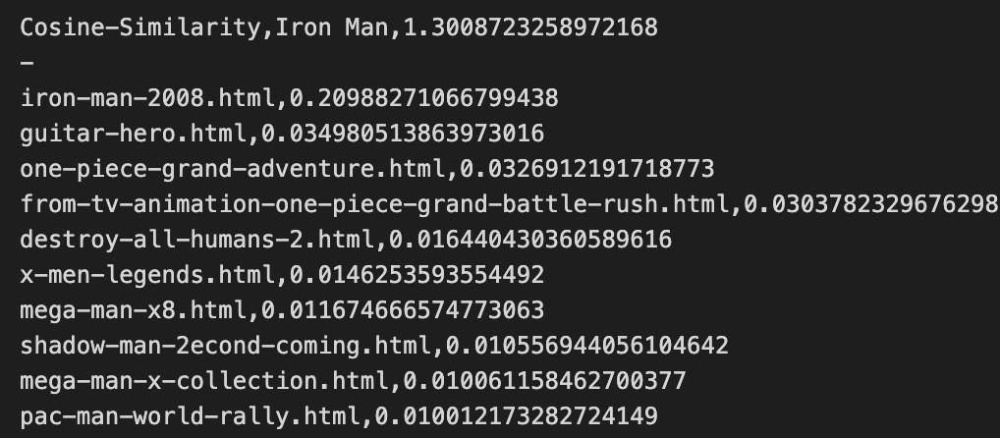 Cosine-Similarity,Iron Man,1.3008723258972168
–
iron-man-2008.html,0.20988271066799438
guitar-hero.html,0.034980513863973016
one-piece-grand-adventure.html,0.0326912191718773
from-tv-animation-one-piece-grand-battle-rush.html,0.0303782329676298
destroy-all-humans-2.html,0.016440430360589616
x-men-legends.html,0.0146253593554492
mega-man-x8.html,0.011674666574773063
shadow-man-2econd-coming.html,0.010556944056104642
mega-man-x-collection.html,0.010061158462700377
pac-man-world-rally.html,0.010012173282724149